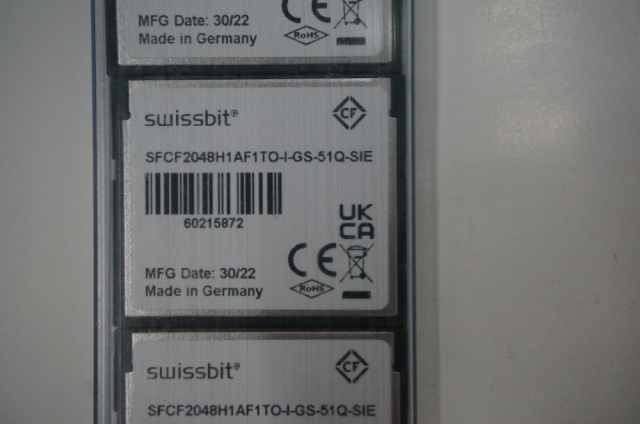 CE
MFG Date: 30/22
RoHS
Made in Germany
swissbit®
CF
SFCF2048H1AF1TO-I-GS-51Q-SIE
60215872
UK
CA
CE
MFG Date: 30/22
Made in Germany
RoHS
swissbit®
CF
SFCF2048H1AF1TO-I-GS-51Q-SIE